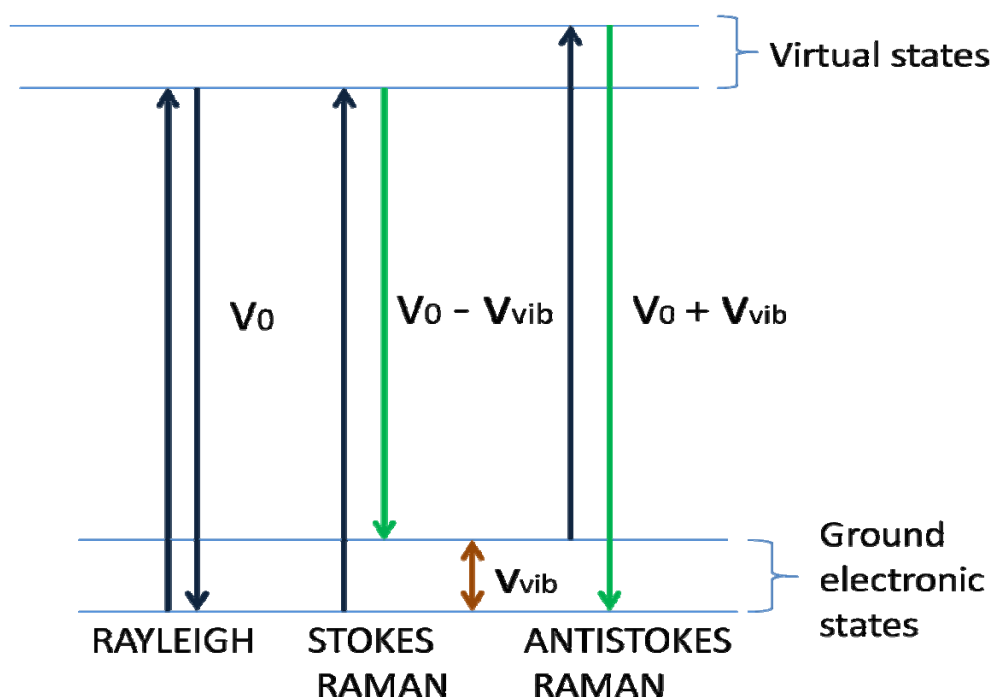 Virtual states
V0
V0 - Vvib
V0 + Vvib
Vvib
Ground
electronic
states
RAYLEIGH
STOKES
RAMAN
ANTISTOKES
RAMAN